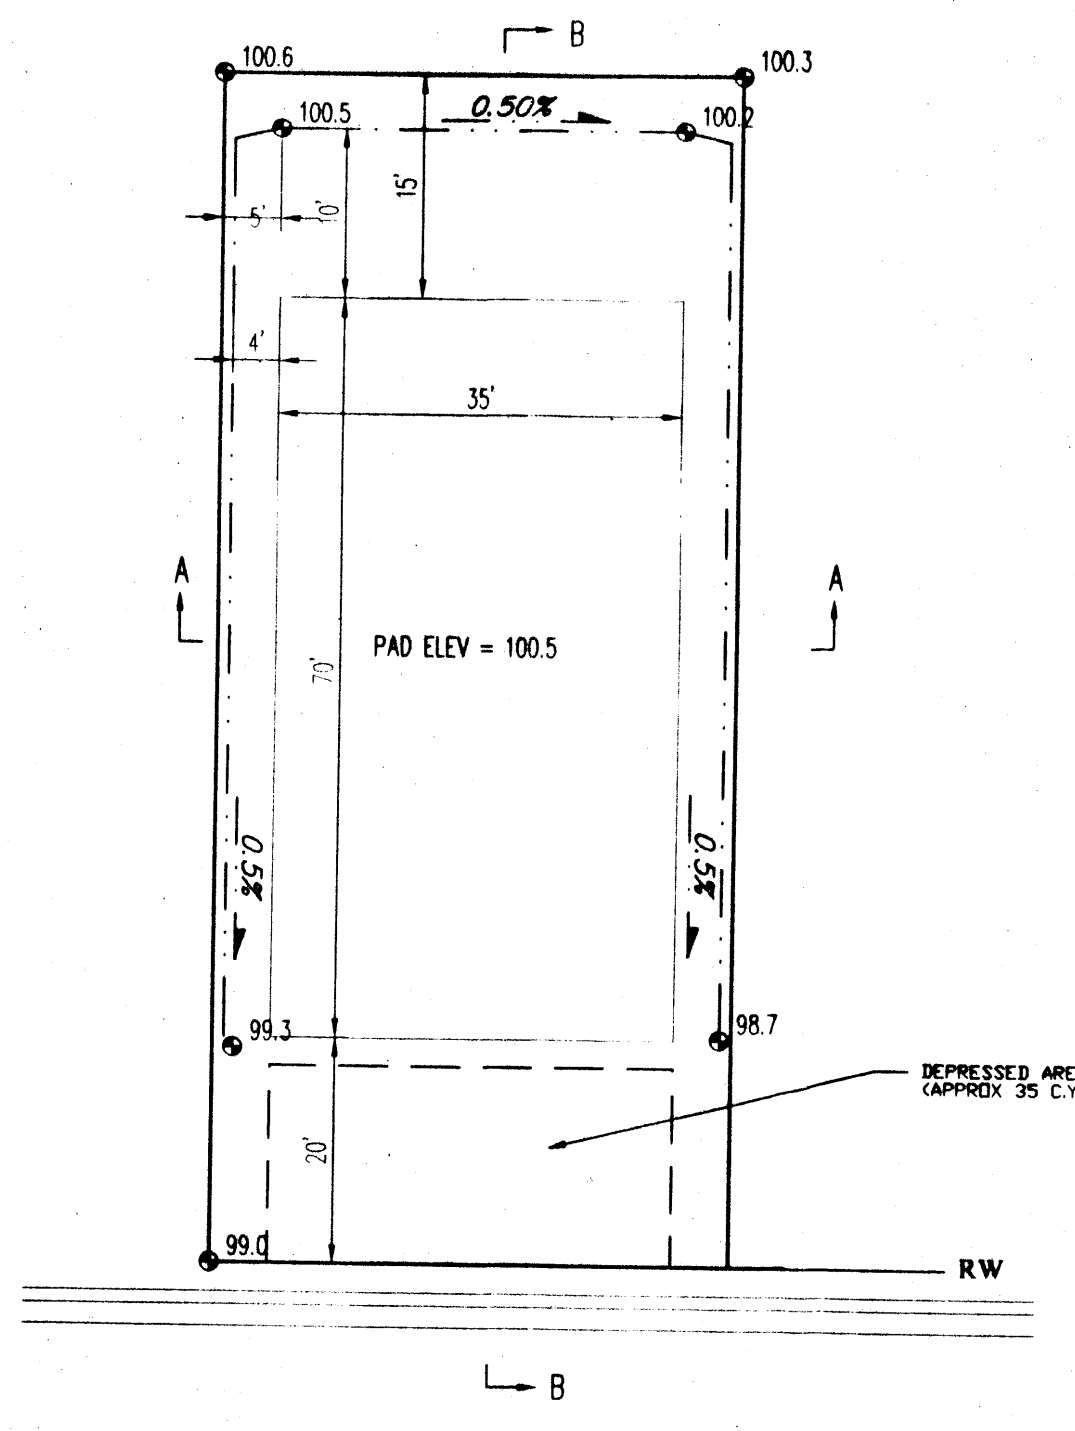 B
100.6
100.3
0.50%
100.5
100.2
15'
5'
10'
4'
35'
A
A
PAD ELEV = 100.5
70'
0.5%
0.5%
99.3
98.7
DEPRESSED ARE
(APPROX 35 C.Y
20'
99.0
RW
B